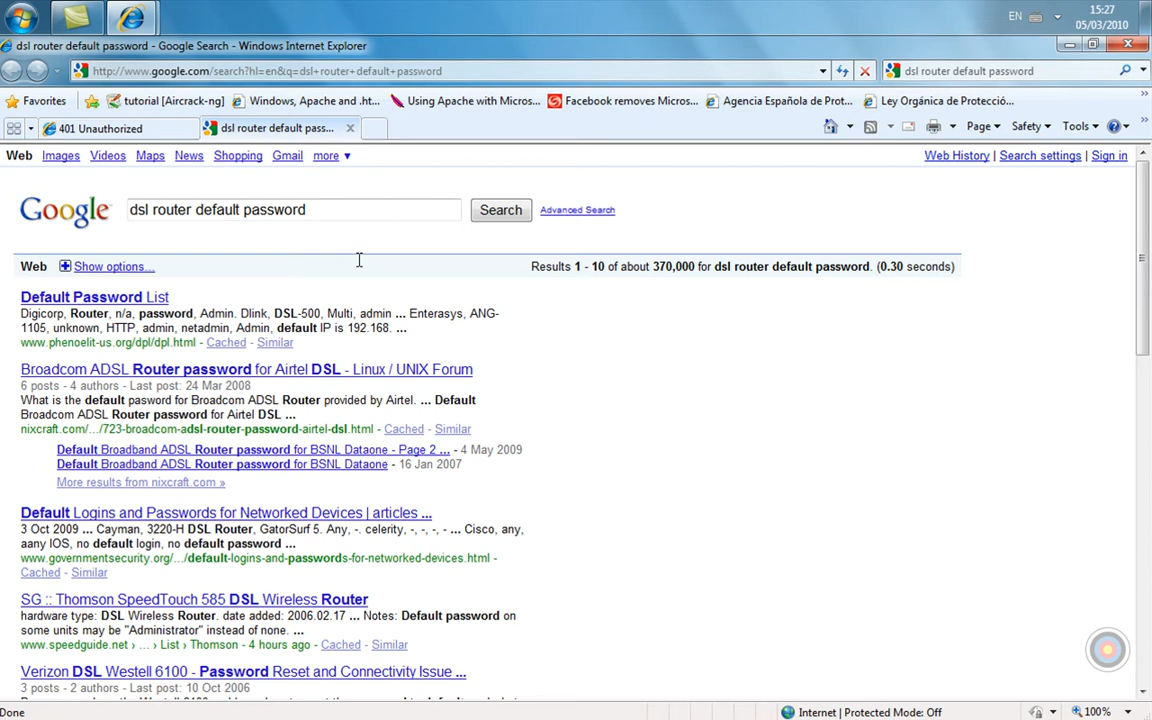 EN
15:27
05/03/2010
dsl router default password - Google Search - Windows Internet Explorer
http://www.google.com/search?hl=en&q=dsl+router+default+password
dsl router default password
Favorites
tutorial [Aircrack-ng]
Windows, Apache and .ht...
Using Apache with Micros...
Facebook removes Micros...
Agencia Española de Prot...
Ley Orgánica de Protecció...
401 Unauthorized
dsl router default pass...
Page
Safety
Tools
Web Images Videos Maps News Shopping Gmail more ▼
Web History | Search settings | Sign in
Google
dsl router default password
Search
Advanced Search
Web
Show options...
Results 1 - 10 of about 370,000 for dsl router default password. (0.30 seconds)
Default Password List
Digicorp, Router, n/a, password, Admin. Dlink, DSL-500, Multi, admin ... Enterasys, ANG-
1105, unknown, HTTP, admin, netadmin, Admin, default IP is 192.168. ...
www.phenoelit-us.org/dpl/dpl.html - Cached - Similar
Broadcom ADSL Router password for Airtel DSL - Linux / UNIX Forum
6 posts - 4 authors - Last post: 24 Mar 2008
What is the default pasword for Broadcom ADSL Router provided by Airtel. ... Default
Broadcom ADSL Router password for Airtel DSL ...
nixcraft.com/.../723-broadcom-adsl-router-password-airtel-dsl.html - Cached - Similar
Default Broadband ADSL Router password for BSNL Dataone - Page 2 ... - 4 May 2009
Default Broadband ADSL Router password for BSNL Dataone - 16 Jan 2007
More results from nixcraft.com »
Default Logins and Passwords for Networked Devices | articles ...
3 Oct 2009 ... Cayman, 3220-H DSL Router, GatorSurf 5. Any, -. celerity, -, -, -, - ... Cisco, any,
aany IOS, no default login, no default password ...
www.governmentsecurity.org/.../default-logins-and-passwords-for-networked-devices.html -
Cached - Similar
SG :: Thomson SpeedTouch 585 DSL Wireless Router
hardware type: DSL Wireless Router. date added: 2006.02.17 ... Notes: Default password on
some units may be "Administrator" instead of none. ...
www.speedguide.net › ... › List › Thomson - 4 hours ago - Cached - Similar
Verizon DSL Westell 6100 - Password Reset and Connectivity Issue ...
3 posts - 2 authors - Last post: 10 Oct 2006
Done
Internet | Protected Mode: Off
100%